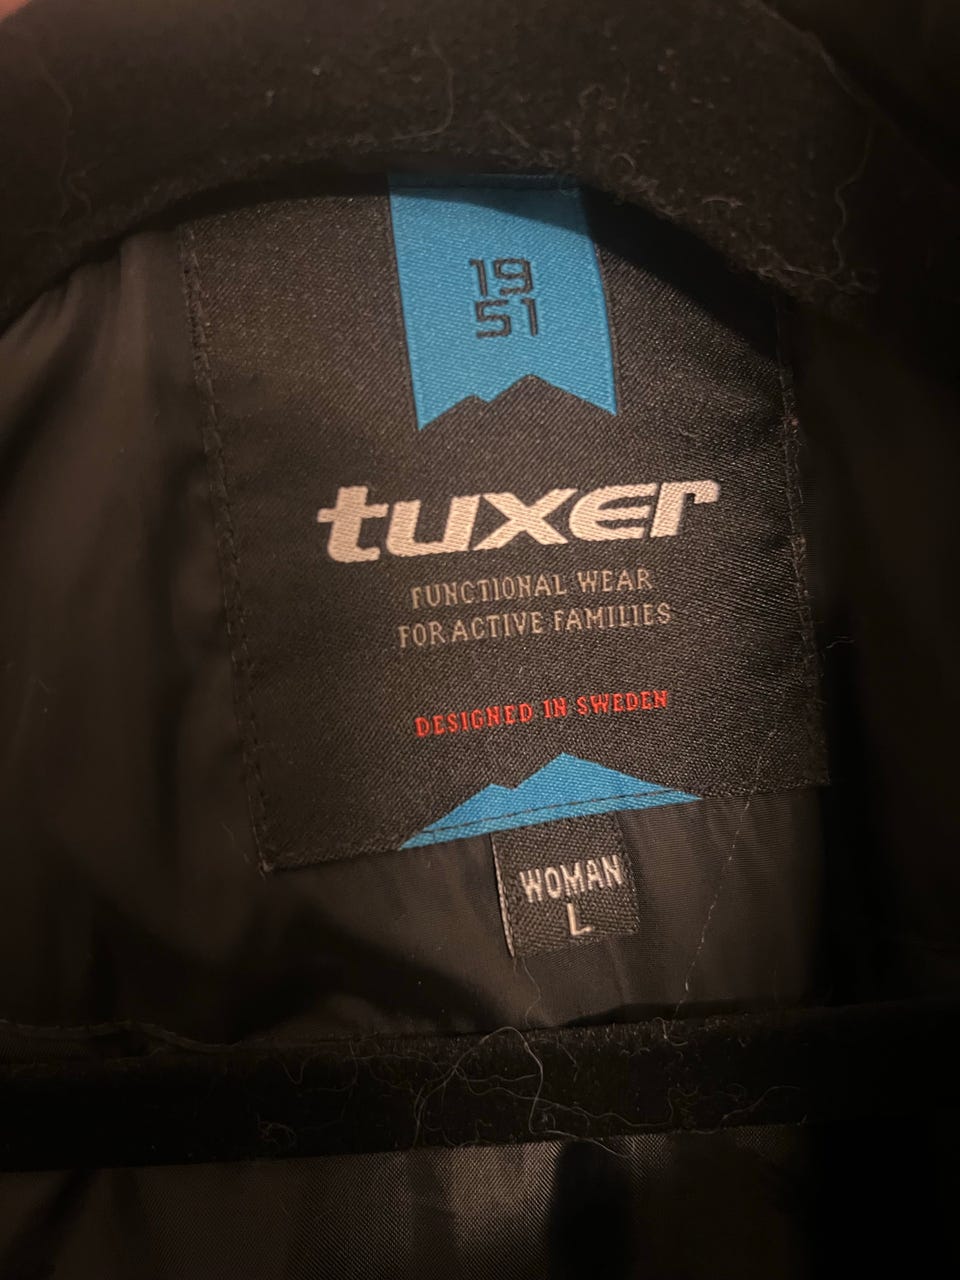 19
51
tuxer
FUNCTIONAL WEAR
FOR ACTIVE FAMILIES
DESIGNED IN SWEDEN
WOMAN
L